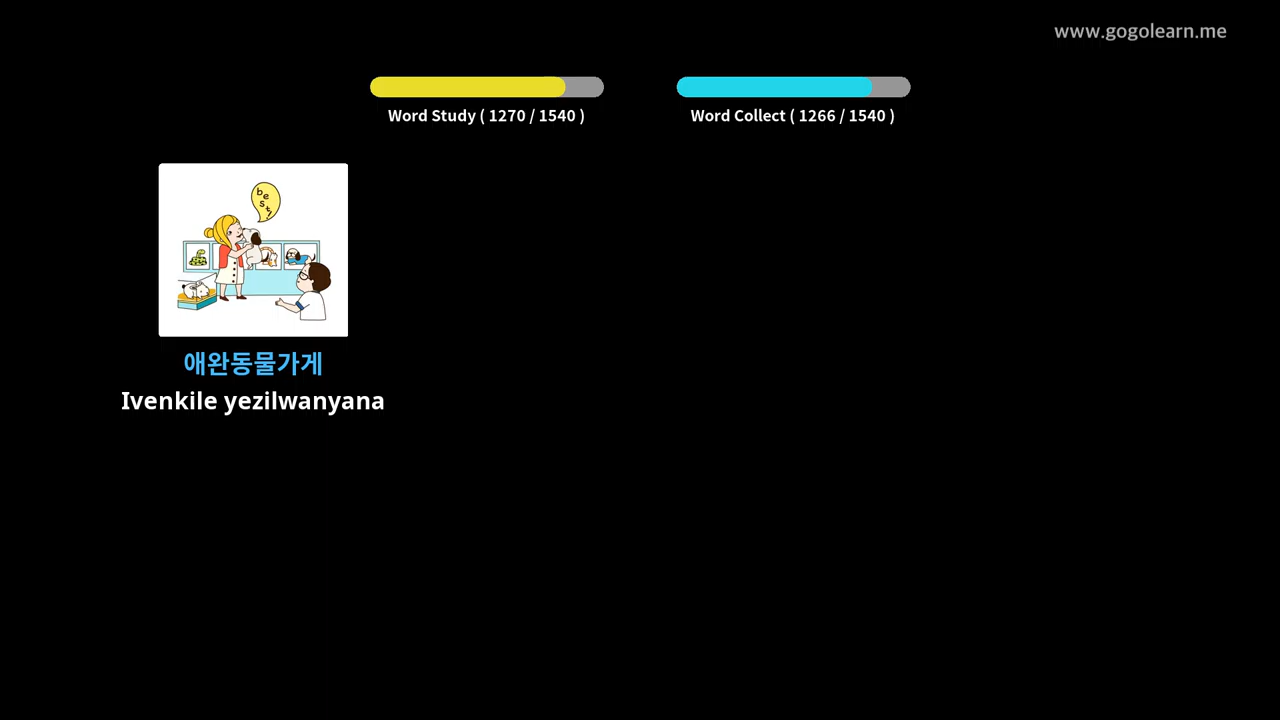 www.gogolearn.me
Word Study ( 1270 / 1540 )
Word Collect ( 1266 / 1540 )
best!
애완동물가게
Ivenkile yezilwanyana